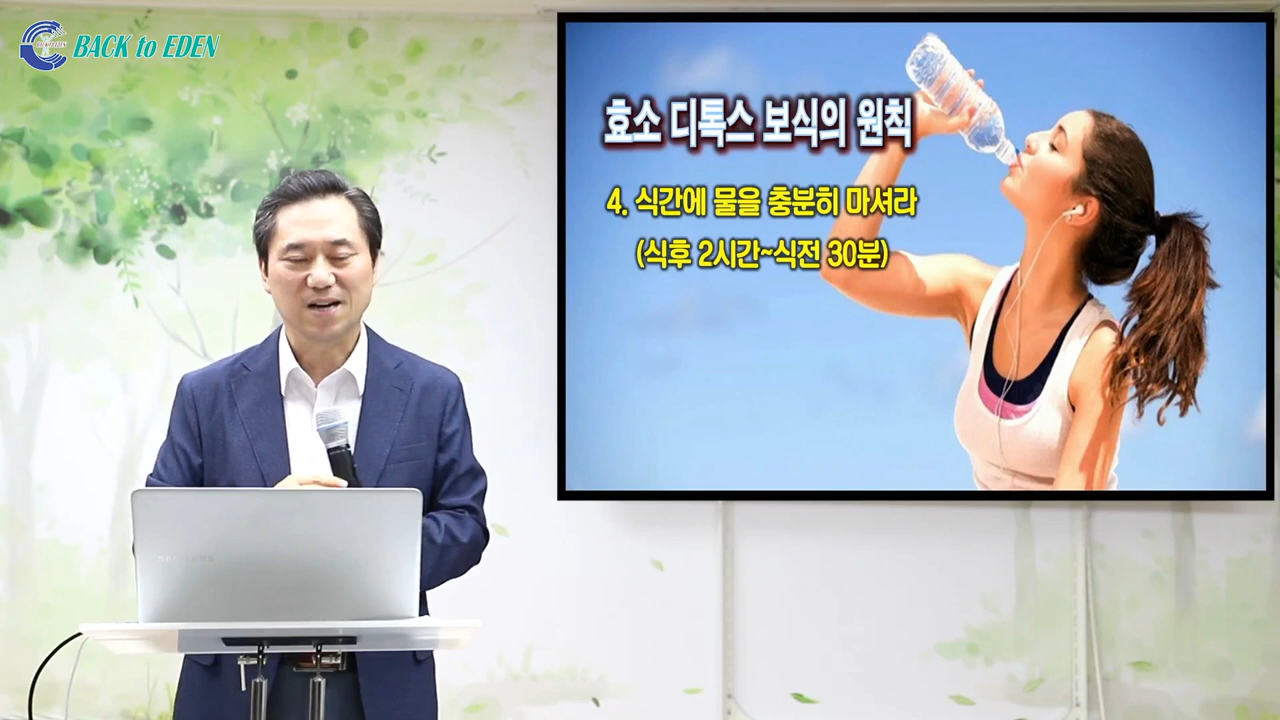 BACK to EDEN
효소 디톡스 보식의 원칙
4. 식간에 물을 충분히 마셔라
(식후 2시간~식전 30분)